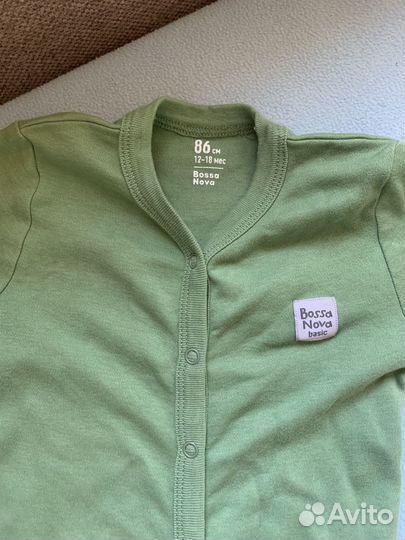 86 см
12-18 мес
Bossa
Nova
Bossa
Nova
basic
Avito